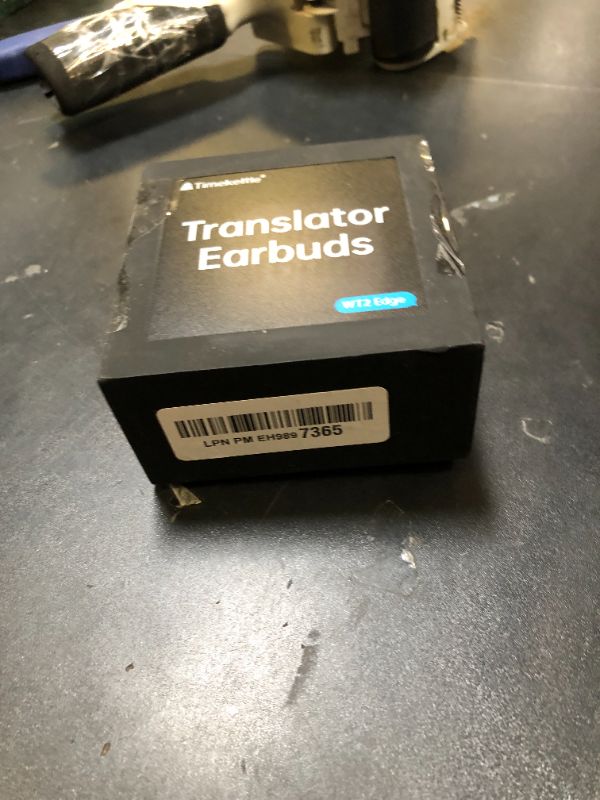 Timekettle®
Translator
Earbuds
WT2 Edge
LPN PM EH989 7365